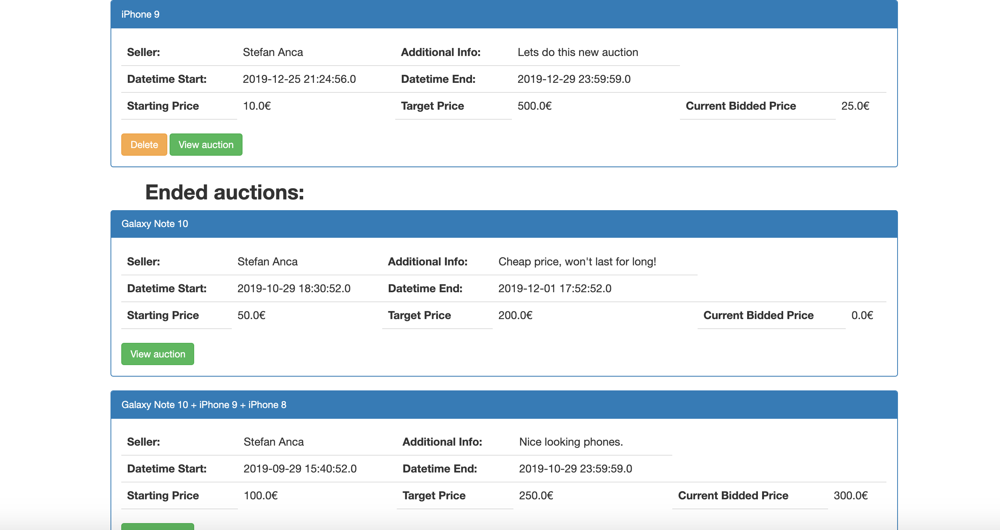 iPhone 9
Seller: Stefan Anca Additional Info: Lets do this new auction
Datetime Start: 2019-12-25 21:24:56.0 Datetime End: 2019-12-29 23:59:59.0
Starting Price 10.0€ Target Price 500.0€ Current Bidded Price 25.0€
Delete View auction
Ended auctions:
Galaxy Note 10
Seller: Stefan Anca Additional Info: Cheap price, won't last for long!
Datetime Start: 2019-10-29 18:30:52.0 Datetime End: 2019-12-01 17:52:52.0
Starting Price 50.0€ Target Price 200.0€ Current Bidded Price 0.0€
View auction
Galaxy Note 10 + iPhone 9 + iPhone 8
Seller: Stefan Anca Additional Info: Nice looking phones.
Datetime Start: 2019-09-29 15:40:52.0 Datetime End: 2019-10-29 23:59:59.0
Starting Price 100.0€ Target Price 250.0€ Current Bidded Price 300.0€